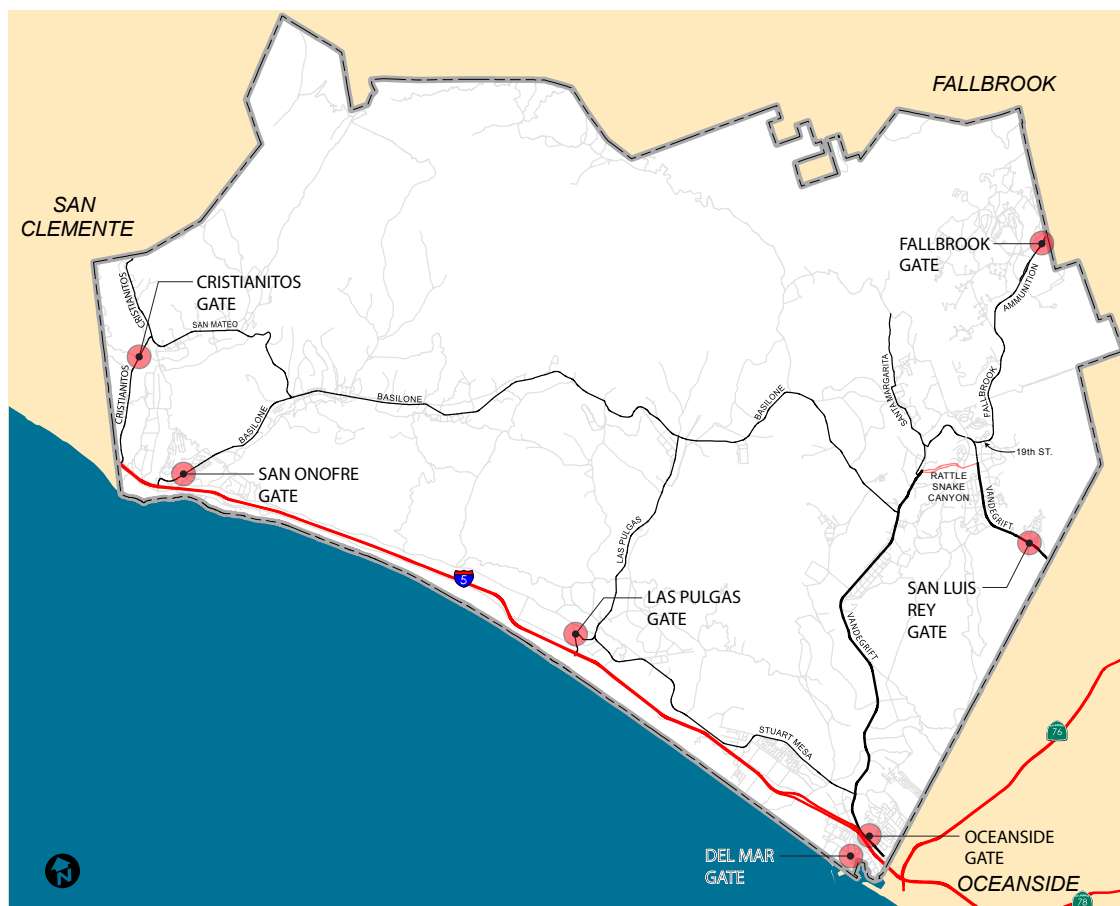 FALLBROOK
SAN
CLEMENTE
FALLBROOK
GATE
CRISTIANITOS
GATE
CRISTIANITOS
SAN MATEO
AMMUNITION
CRISTIANITOS
BASILONE
BASILONE
BASILONE
SANTA MARGARITA
FALLBROOK
19th ST.
SAN ONOFRE
GATE
RATTLE
SNAKE
CANYON
VANDEGRIFT
LAS PULGAS
5
LAS PULGAS
GATE
SAN LUIS
REY
GATE
VANDEGRIFT
STUART MESA
76
OCEANSIDE
GATE
DEL MAR
GATE
N
OCEANSIDE
78